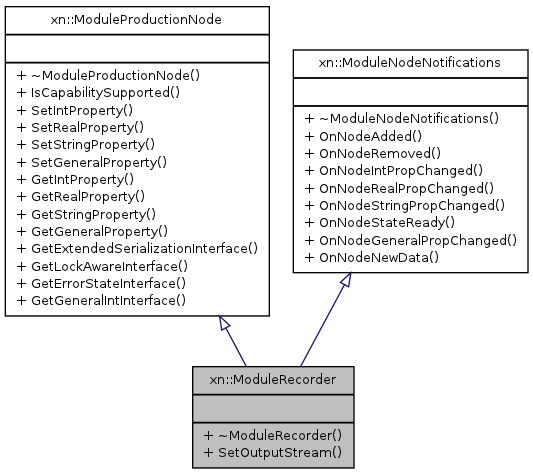 xn::ModuleProductionNode
+ ~ModuleProductionNode()
+ IsCapabilitySupported()
+ SetIntProperty()
+ SetRealProperty()
+ SetStringProperty()
+ SetGeneralProperty()
+ GetIntProperty()
+ GetRealProperty()
+ GetStringProperty()
+ GetGeneralProperty()
+ GetExtendedSerializationInterface()
+ GetLockAwareInterface()
+ GetErrorStateInterface()
+ GetGeneralIntInterface()
xn::ModuleNodeNotifications
+ ~ModuleNodeNotifications()
+ OnNodeAdded()
+ OnNodeRemoved()
+ OnNodeIntPropChanged()
+ OnNodeRealPropChanged()
+ OnNodeStringPropChanged()
+ OnNodeStateReady()
+ OnNodeGeneralPropChanged()
+ OnNodeNewData()
xn::ModuleRecorder
+ ~ModuleRecorder()
+ SetOutputStream()